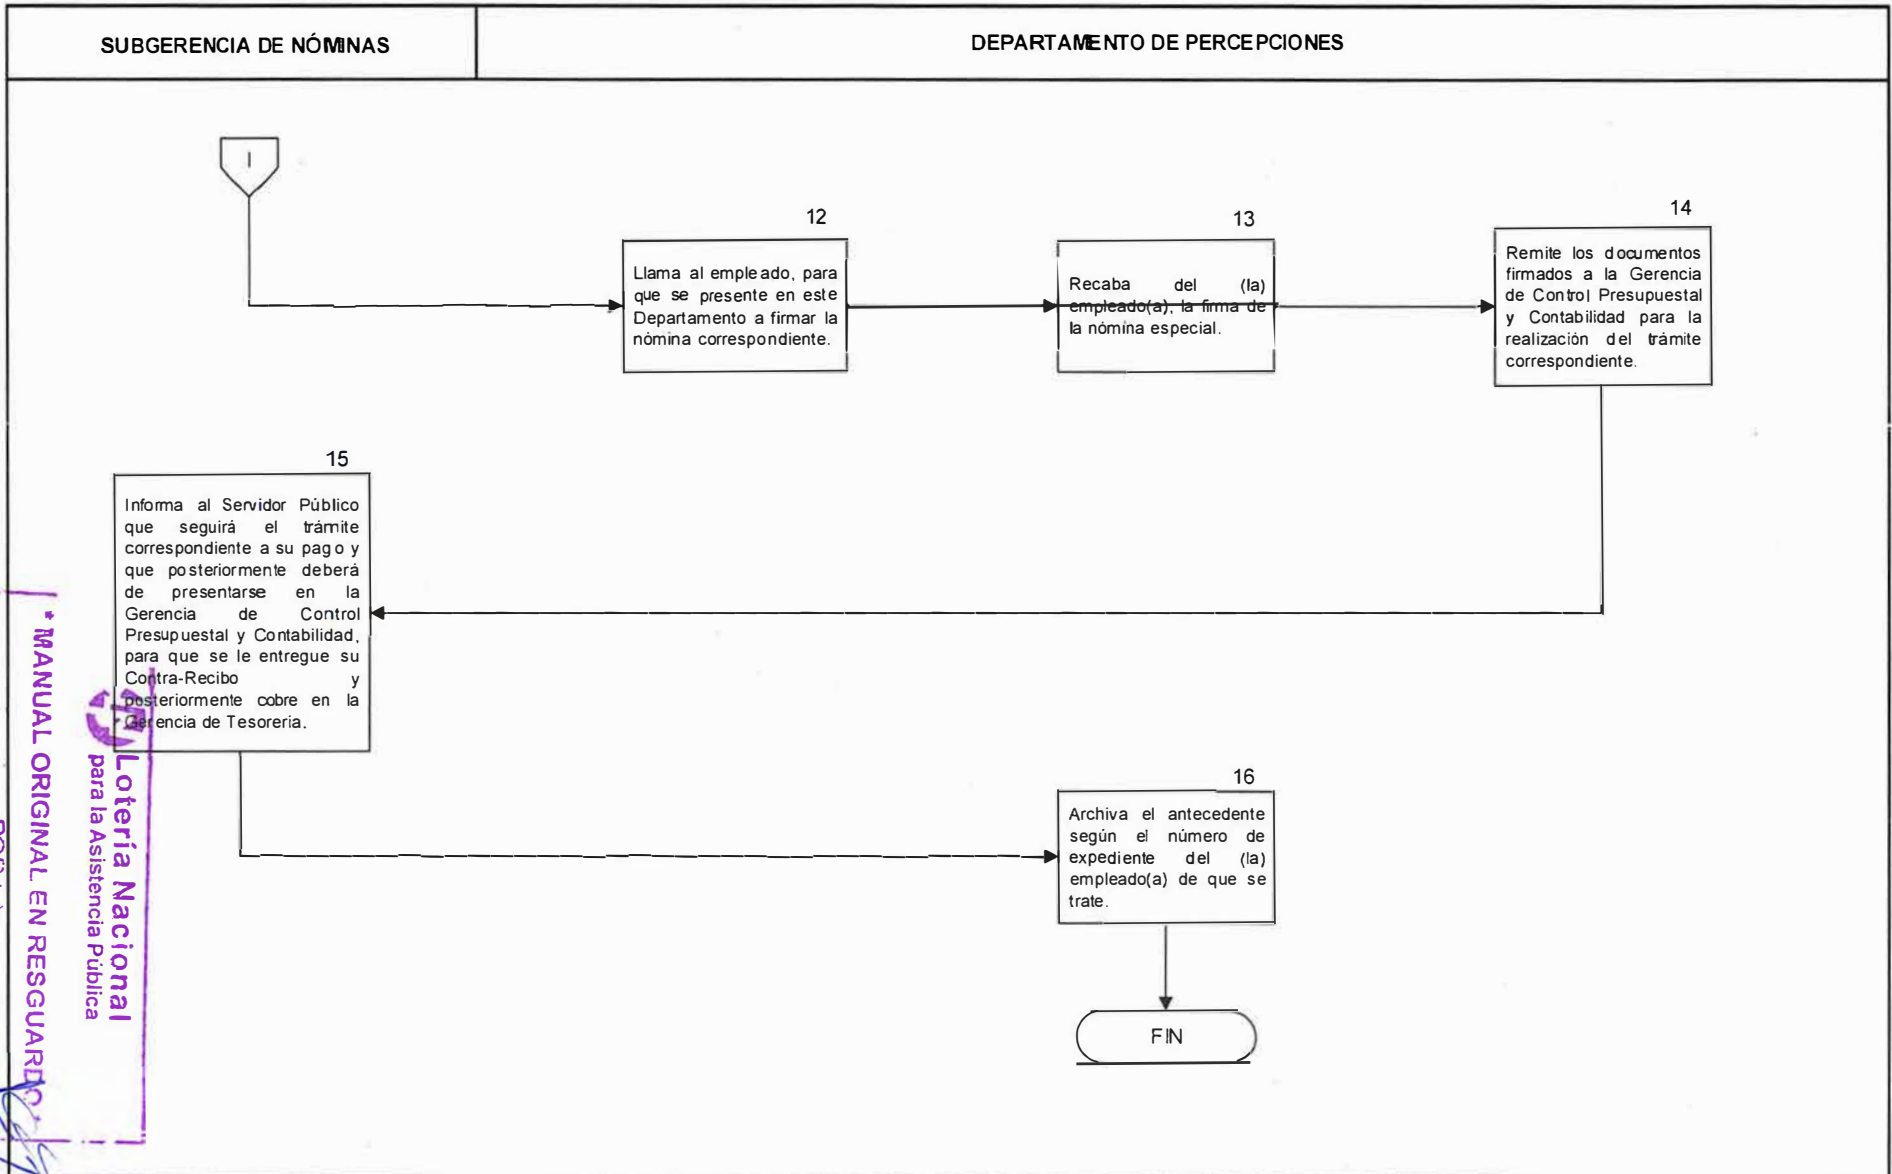 SUBGERENCIA DE NÓMINAS
DEPARTAMENTO DE PERCEPCIONES
I
12
Llama al empleado, para
que se presente en este
Departamento a firmar la
nómina correspondiente.
13
Recaba del (la)
empleado(a), la firma de
la nómina especial.
14
Remite los documentos
firmados a la Gerencia
de Control Presupuestal
y Contabilidad para la
realización del trámite
correspondiente.
15
Informa al Servidor Público
que seguirá el trámite
correspondiente a su pago y
que posteriormente deberá
de presentarse en la
Gerencia de Control
Presupuestal y Contabilidad,
para que se le entregue su
Contra-Recibo y
posteriormente cobre en la
Gerencia de Tesoreria.
16
Archiva el antecedente
según el número de
expediente del (la)
empleado(a) de que se
trate.
FIN
Lotería Nacional
para la Asistencia Pública
* MANUAL ORIGINAL EN RESGUARDO.